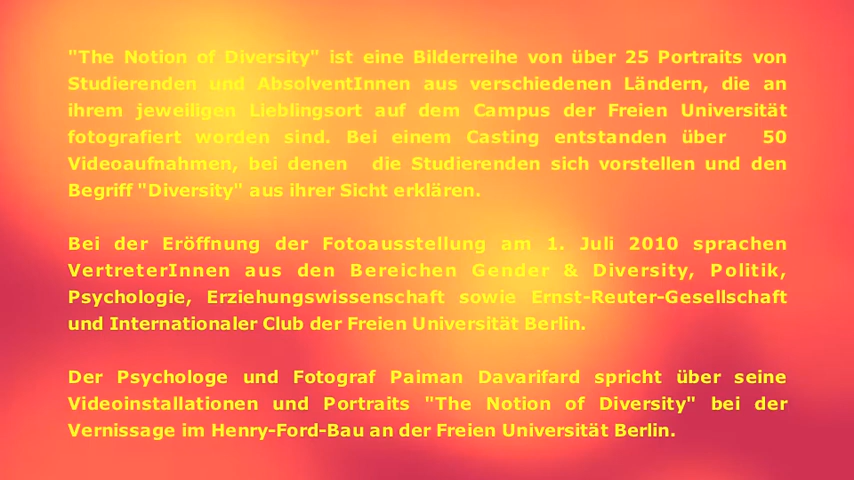 "The Notion of Diversity" ist eine Bilderreihe von über 25 Portraits von
Studierenden und AbsolventInnen aus verschiedenen Ländern, die an
ihrem jeweiligen Lieblingsort auf dem Campus der Freien Universität
fotografiert worden sind. Bei einem Casting entstanden über 50
Videoaufnahmen, bei denen die Studierenden sich vorstellen und den
Begriff "Diversity" aus ihrer Sicht erklären.
Bei der Eröffnung der Fotoausstellung am 1. Juli 2010 sprachen
VertreterInnen aus den Bereichen Gender & Diversity, Politik,
Psychologie, Erziehungswissenschaft sowie Ernst-Reuter-Gesellschaft
und Internationaler Club der Freien Universität Berlin.
Der Psychologe und Fotograf Paiman Davarifard spricht über seine
Videoinstallationen und Portraits "The Notion of Diversity" bei der
Vernissage im Henry-Ford-Bau an der Freien Universität Berlin.